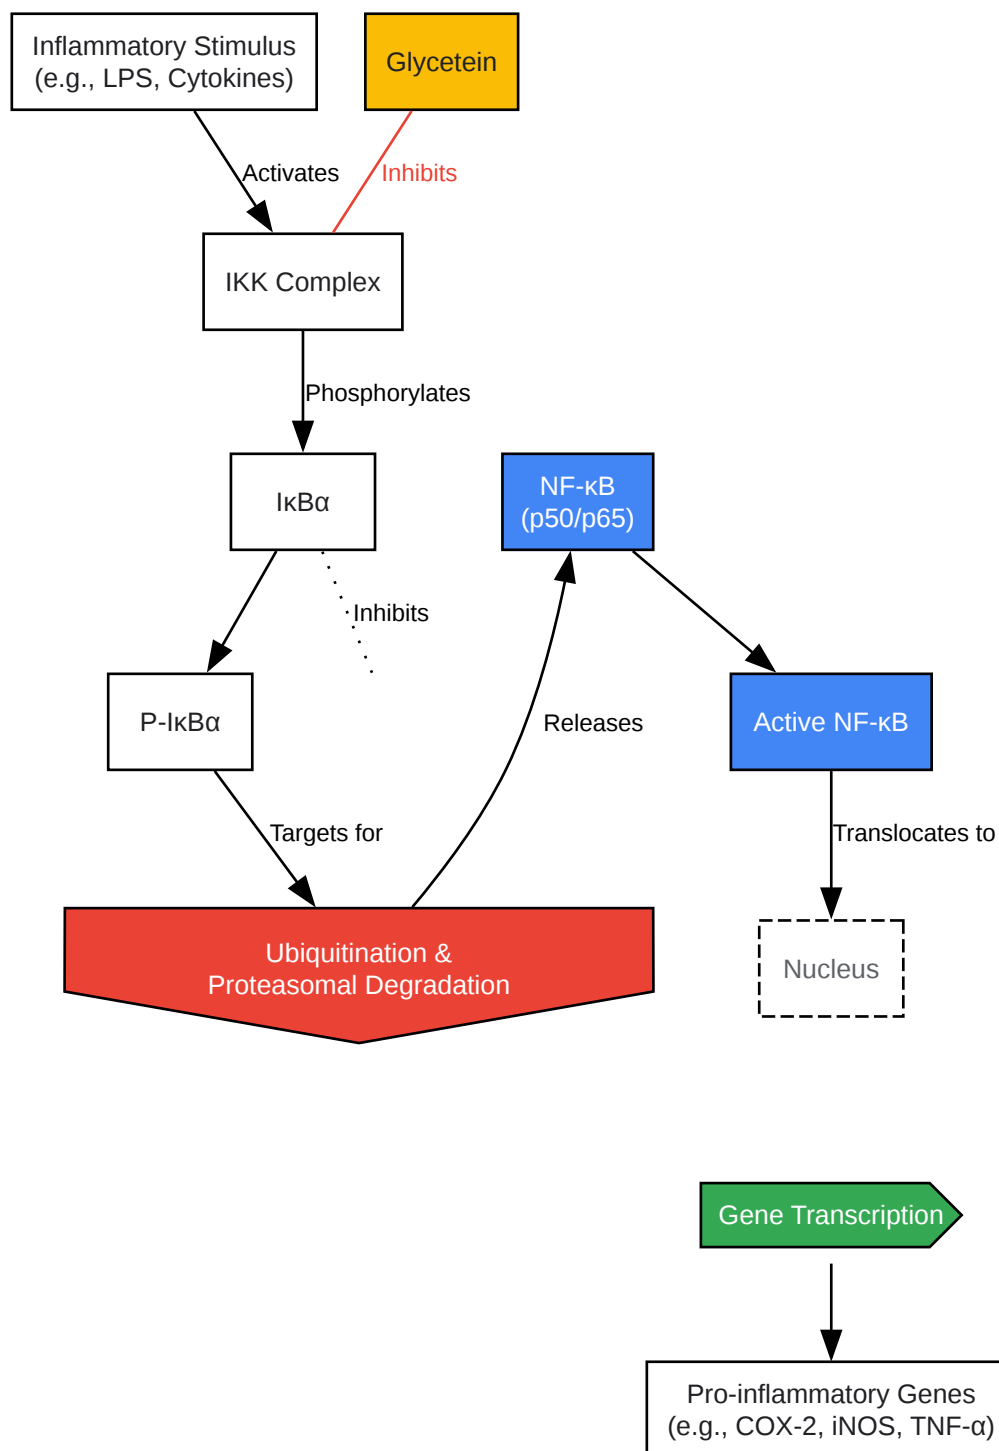 Inflammatory Stimulus
(e.g., LPS, Cytokines)
Glycetein
Activates
Inhibits
IKK Complex
Phosphorylates
IκBα
NF-κB
(p50/p65)
Inhibits
P-IκBα
Releases
Active NF-κB
Targets for
Translocates to
Ubiquitination &
Proteasomal Degradation
Nucleus
Gene Transcription
Pro-inflammatory Genes
(e.g., COX-2, iNOS, TNF-α)